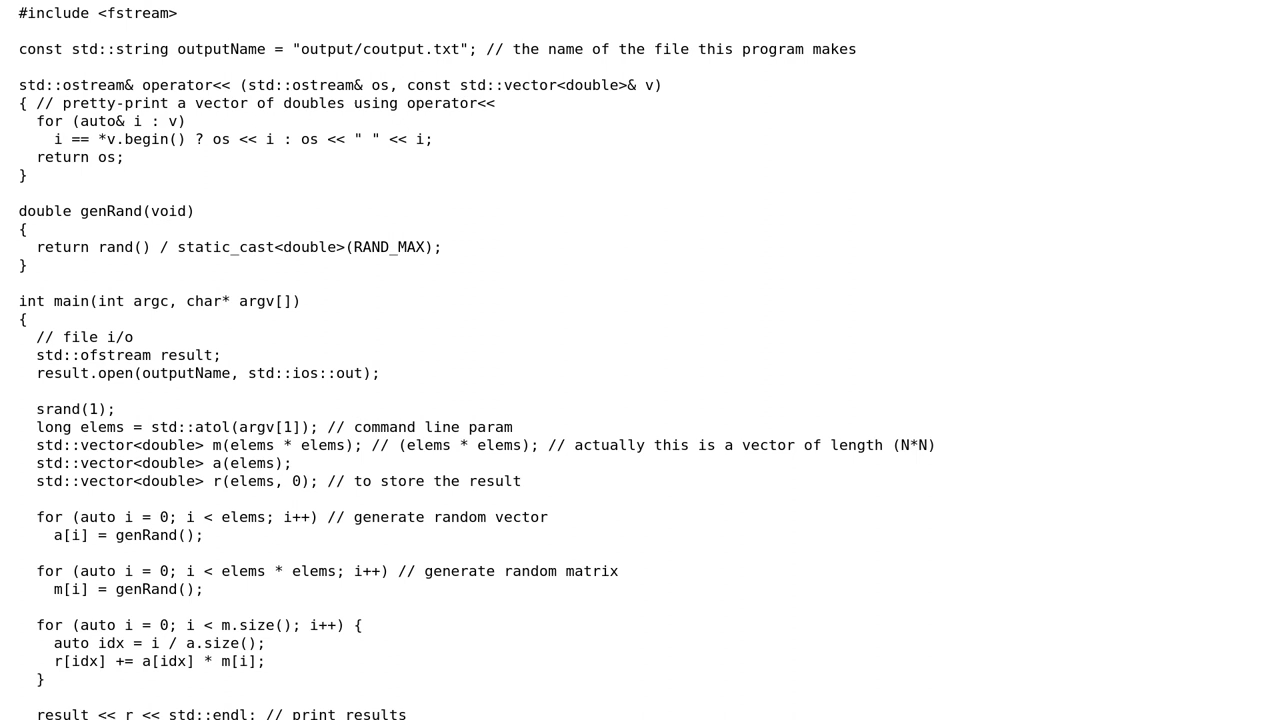 #include <fstream>
const std::string outputName = "output/coutput.txt"; // the name of the file this program makes
std::ostream& operator<< (std::ostream& os, const std::vector<double>& v)
{ // pretty-print a vector of doubles using operator<<
  for (auto& i : v)
    i == *v.begin() ? os << i : os << " " << i;
  return os;
}
double genRand(void)
{
  return rand() / static_cast<double>(RAND_MAX);
}
int main(int argc, char* argv[])
{
  // file i/o
  std::ofstream result;
  result.open(outputName, std::ios::out);
  srand(1);
  long elems = std::atol(argv[1]); // command line param
  std::vector<double> m(elems * elems); // (elems * elems); // actually this is a vector of length (N*N)
  std::vector<double> a(elems);
  std::vector<double> r(elems, 0); // to store the result
  for (auto i = 0; i < elems; i++) // generate random vector
    a[i] = genRand();
  for (auto i = 0; i < elems * elems; i++) // generate random matrix
    m[i] = genRand();
  for (auto i = 0; i < m.size(); i++) {
    auto idx = i / a.size();
    r[idx] += a[idx] * m[i];
  }
  result << r << std::endl; // print results